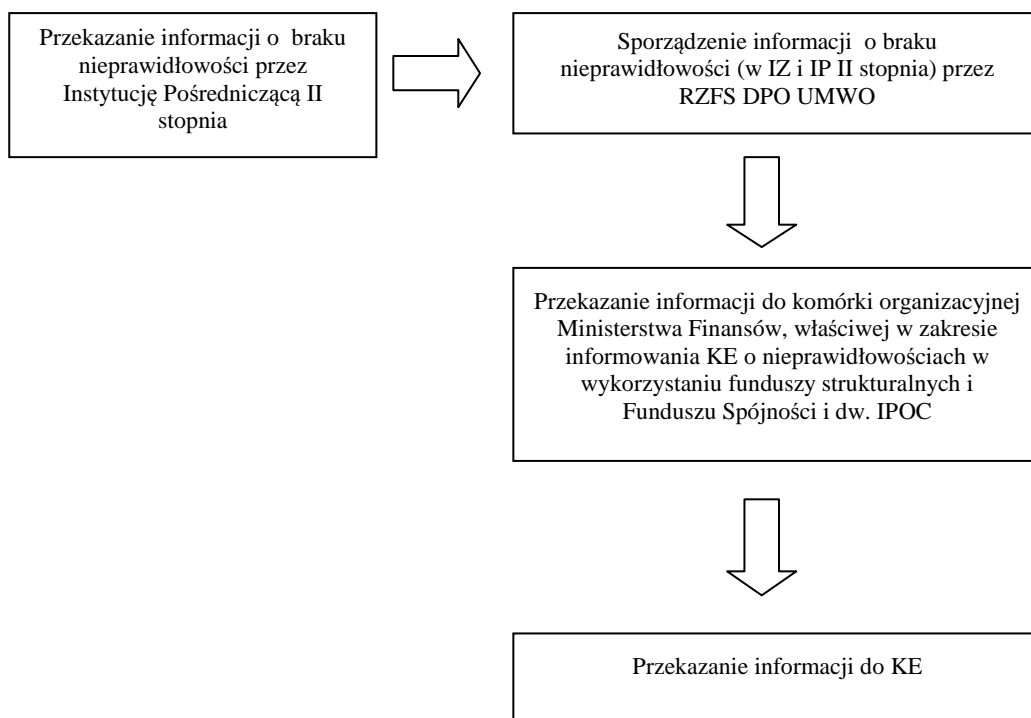 Przekazanie informacji o braku
nieprawidłowości przez
Instytucję Pośredniczącą II
stopnia
Sporządzenie informacji o braku
nieprawidłowości (w IZ i IP II stopnia) przez
RZFS DPO UMWO
Przekazanie informacji do komórki organizacyjnej
Ministerstwa Finansów, właściwej w zakresie
informowania KE o nieprawidłowościach w
wykorzystaniu funduszy strukturalnych i
Funduszu Spójności i dw. IPOC
Przekazanie informacji do KE